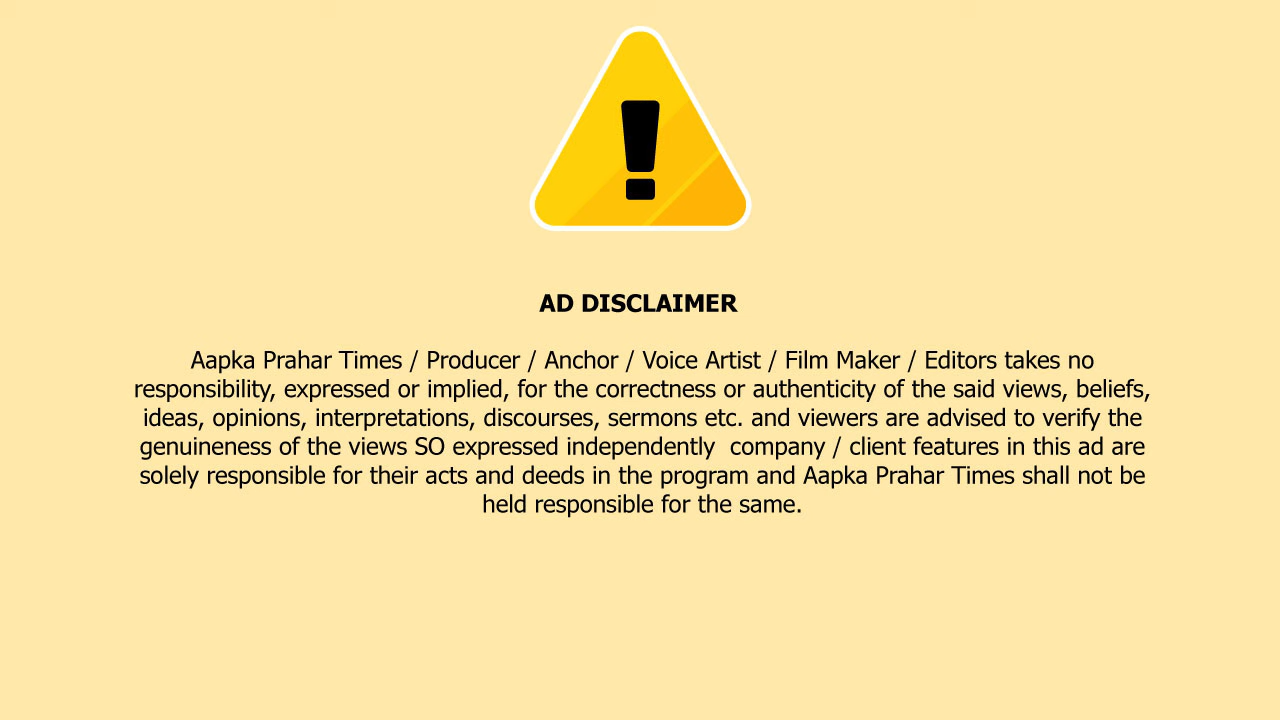 AD DISCLAIMER
Aapka Prahar Times / Producer / Anchor / Voice Artist / Film Maker / Editors takes no
responsibility, expressed or implied, for the correctness or authenticity of the said views, beliefs,
ideas, opinions, interpretations, discourses, sermons etc. and viewers are advised to verify the
genuineness of the views SO expressed independently  company / client features in this ad are
solely responsible for their acts and deeds in the program and Aapka Prahar Times shall not be
held responsible for the same.